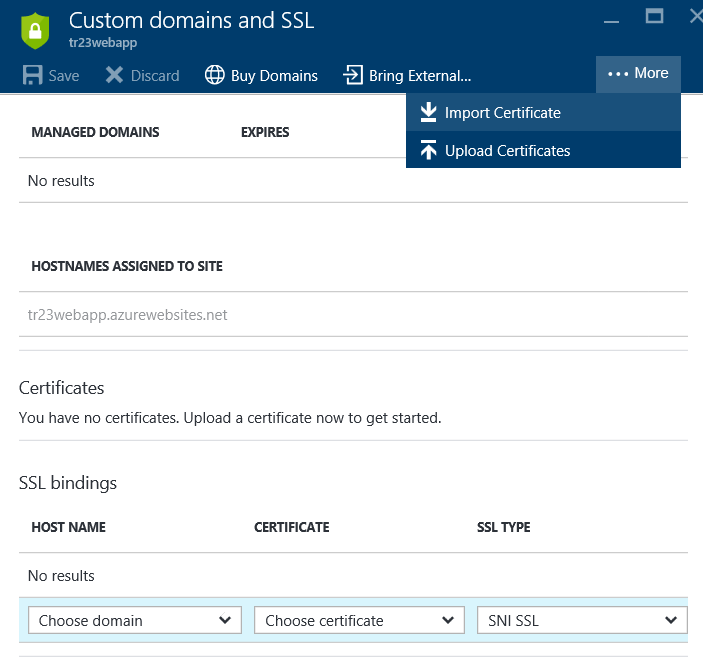 Custom domains and SSL
tr23webapp
Save Discard Buy Domains Bring External... ... More
Import Certificate
Upload Certificates
MANAGED DOMAINS EXPIRES
No results
HOSTNAMES ASSIGNED TO SITE
tr23webapp.azurewebsites.net
Certificates
You have no certificates. Upload a certificate now to get started.
SSL bindings
HOST NAME CERTIFICATE SSL TYPE
No results
Choose domain Choose certificate SNI SSL